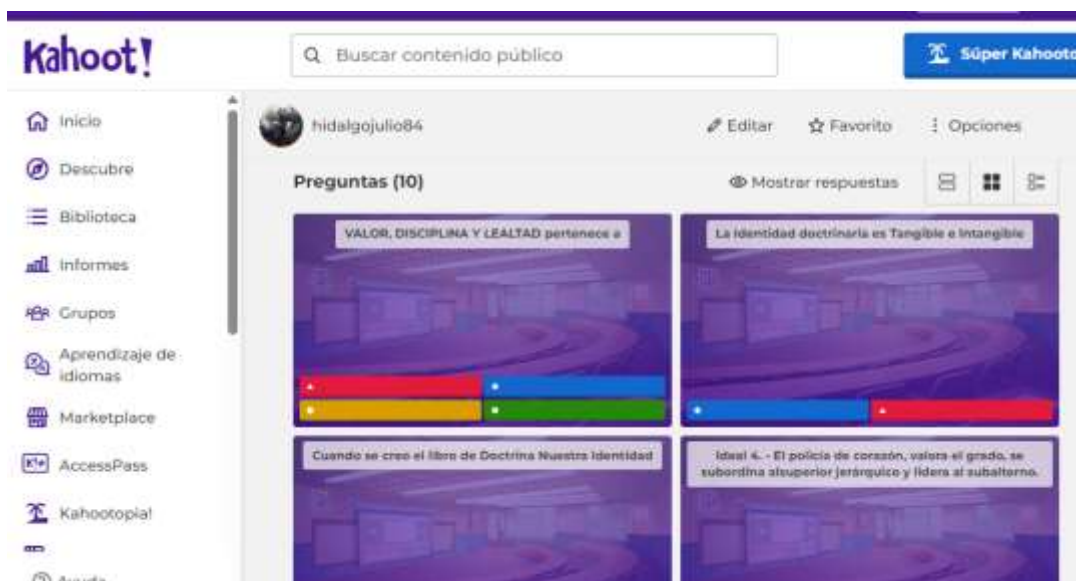 Kahoot!
Buscar contenido público
Súper Kahooto
Inicio
Descubre
Biblioteca
Informes
Grupos
Aprendizaje de
idiomas
Marketplace
AccessPass
Kahootopia!
Ayuda
hidalgojulio84
Editar
Favorito
Opciones
Preguntas (10)
Mostrar respuestas
VALOR, DISCIPLINA Y LEALTAD pertenece a
La identidad doctrinaria es Tangible e Intangible
Cuando se creo el libro de Doctrina Nuestra Identidad
Ideal 4. - El policía de corazón, valora el grado, se
subordina alsuperior jerárquico y lidera al subalterno.